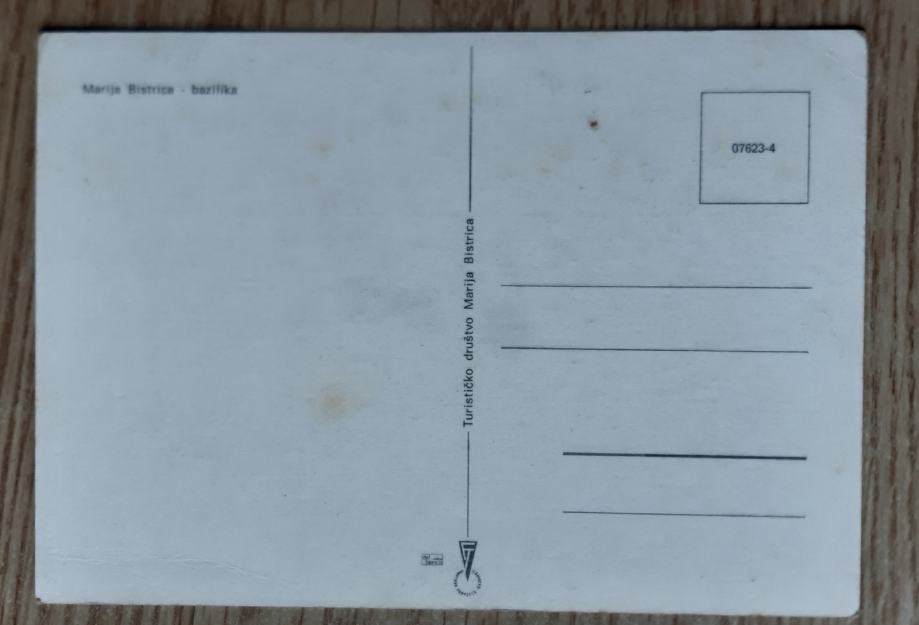 Marija Bistrica - bazilika
Turističko društvo Marija Bistrica
07623-4